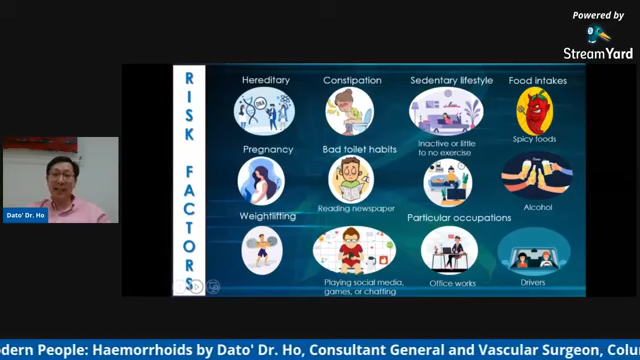 Powered by
StreamYard
RISK FACTORS
Hereditary
Constipation
Sedentary lifestyle
Food intakes
DNA
Inactive or little
to no exercise
Spicy foods
Pregnancy
Bad toilet habits
Reading newspaper
Alcohol
Weightlifting
Particular occupations
Playing social media,
games, or chatting
Office works
Drivers
Dato' Dr. Ho
odern People: Haemorrhoids by Dato' Dr. Ho, Consultant General and Vascular Surgeon, Colu